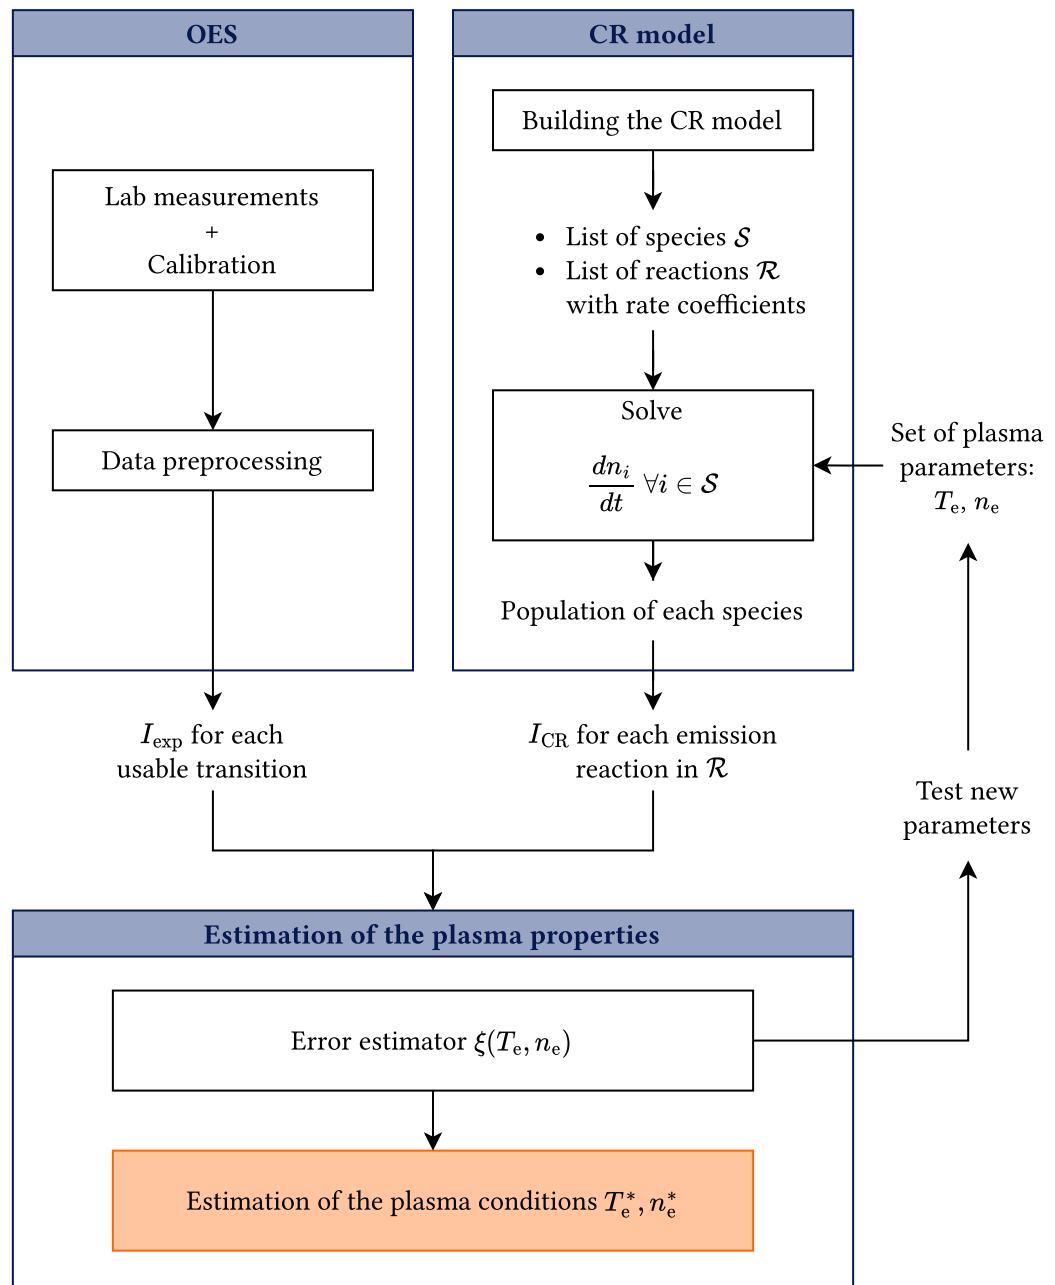 OES
Lab measurements
+
Calibration
Data preprocessing
I_exp for each
usable transition
CR model
Building the CR model
• List of species 𝒮
• List of reactions ℛ
with rate coefficients
Solve
dn_i/dt ∀i ∈ 𝒮
Population of each species
I_CR for each emission
reaction in ℛ
Set of plasma
parameters:
T_e, n_e
Test new
parameters
Estimation of the plasma properties
Error estimator ξ(T_e, n_e)
Estimation of the plasma conditions T_e^*, n_e^*